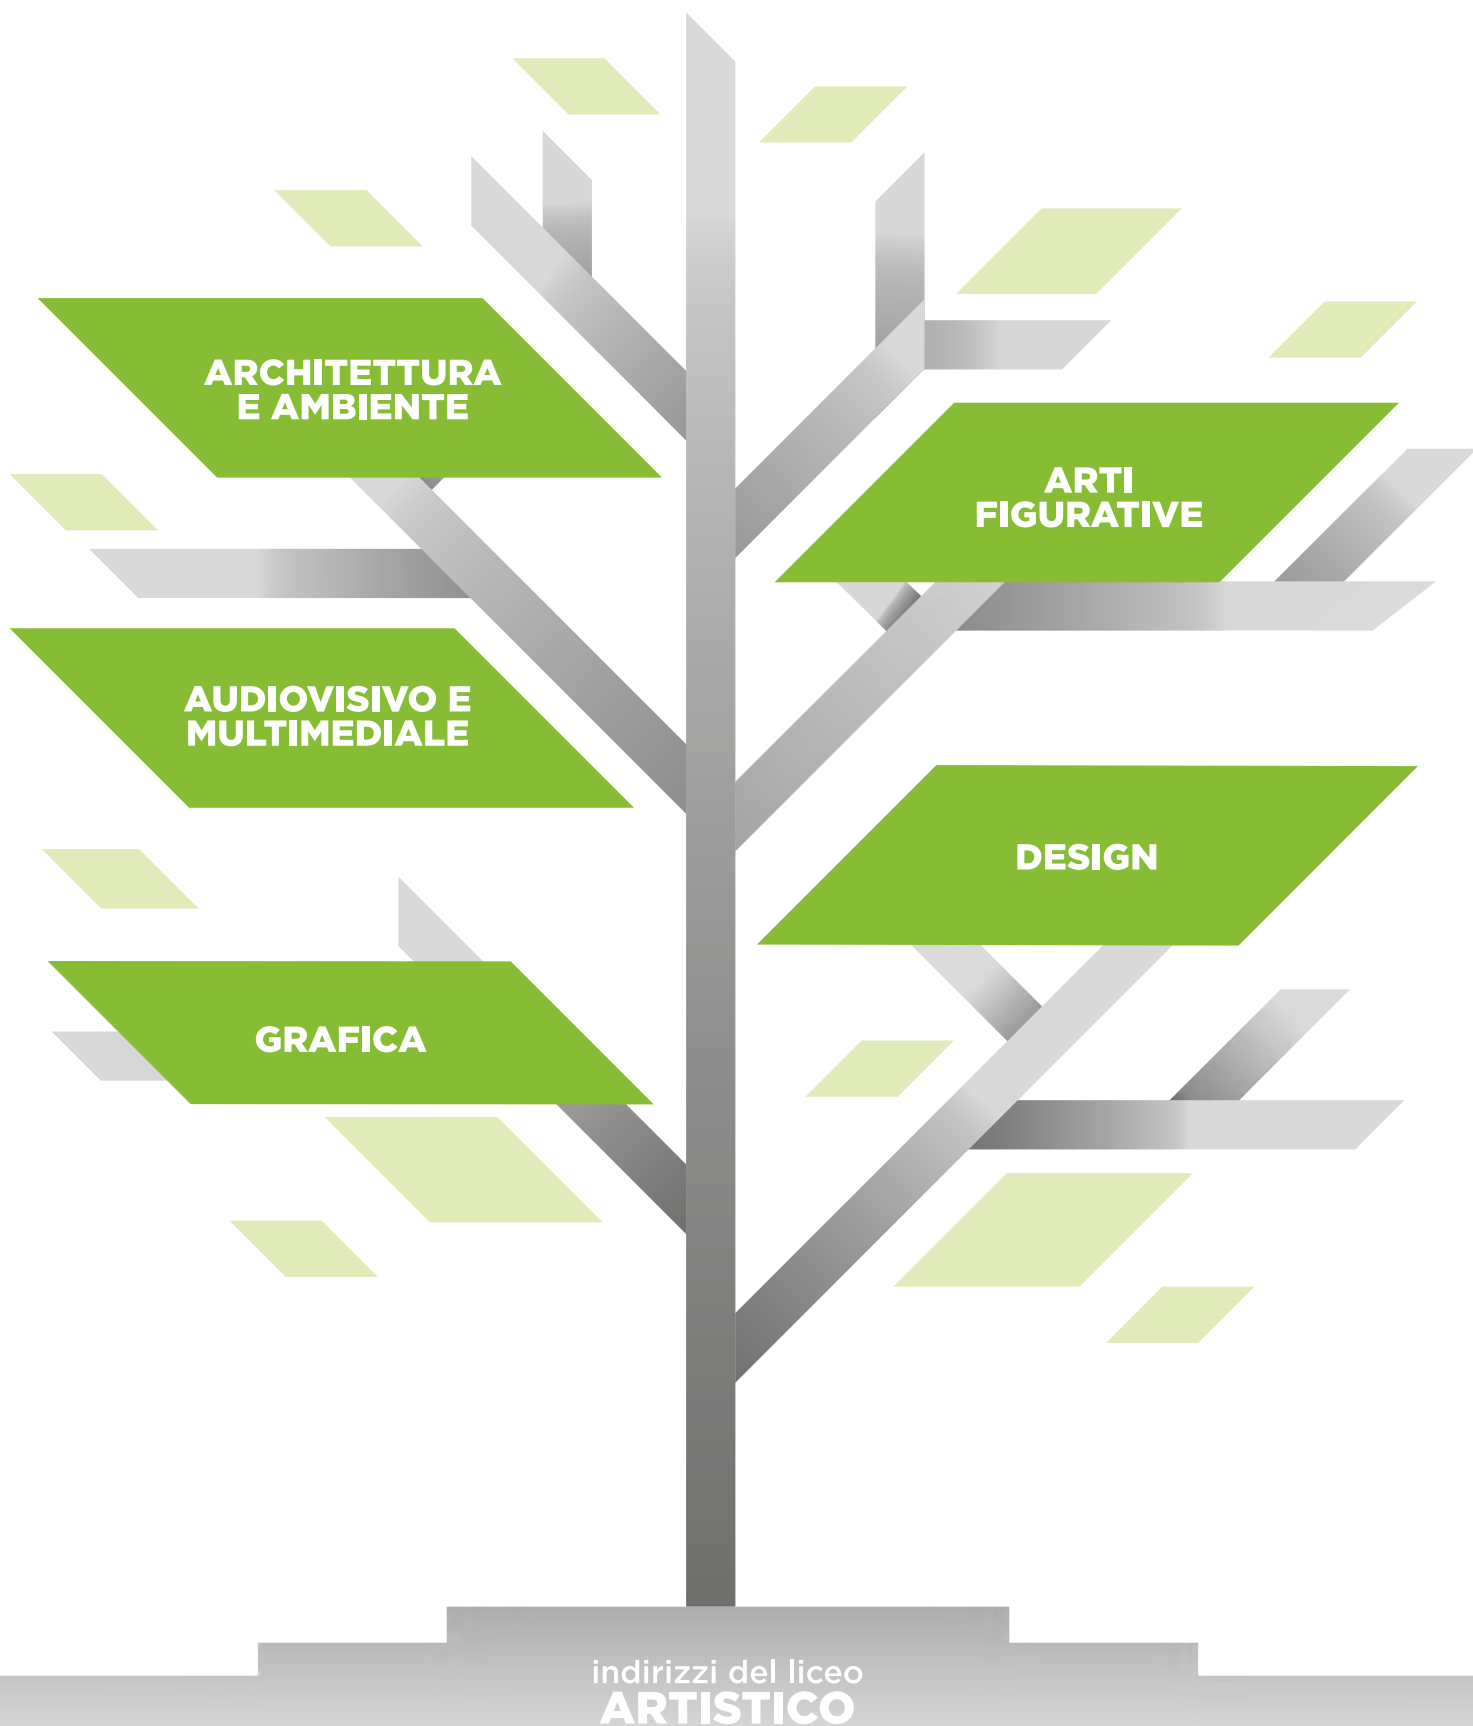 ARCHITETTURA
E AMBIENTE
ARTI
FIGURATIVE
AUDIOVISIVO E
MULTIMEDIALE
DESIGN
GRAFICA
indirizzi del liceo
ARTISTICO